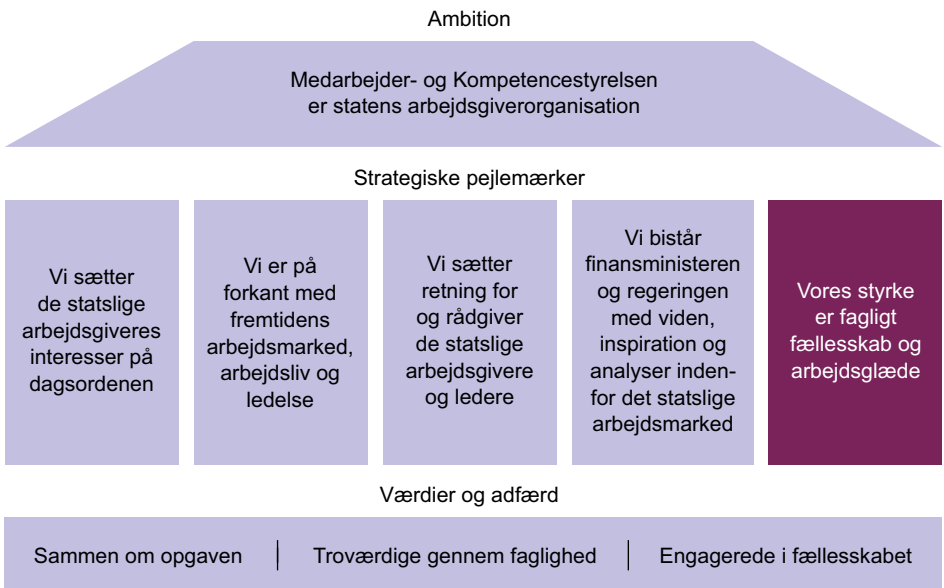 Ambition
Medarbejder- og Kompetencestyrelsen
er statens arbejdsgiverorganisation
Strategiske pejlemærker
Vi sætter
de statslige
arbejdsgiveres
interesser på
dagsordenen
Vi er på
forkant med
fremtidens
arbejdsmarked,
arbejdsliv og
ledelse
Vi sætter
retning for
og rådgiver
de statslige
arbejdsgivere
og ledere
Vi bistår
finansministeren
og regeringen
med viden,
inspiration og
analyser inden-
for det statslige
arbejdsmarked
Vores styrke
er fagligt
fællesskab og
arbejdsglæde
Værdier og adfærd
Sammen om opgaven | Troværdige gennem faglighed | Engagerede i fællesskabet